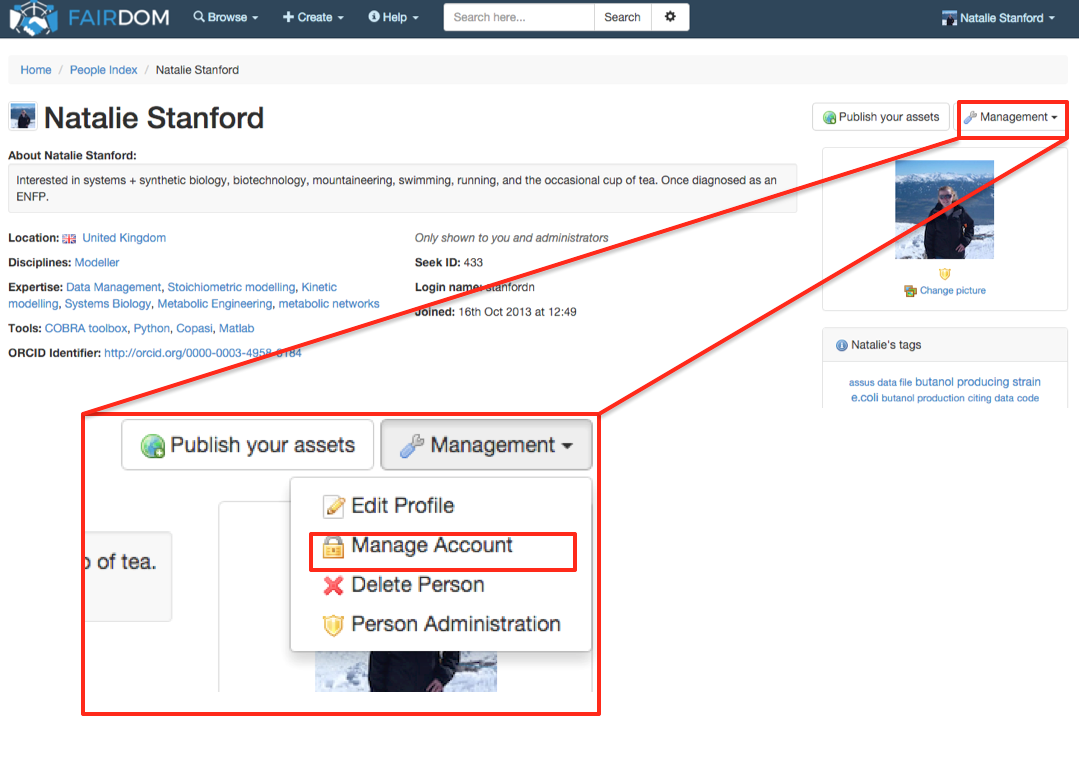 FAIRDOM Browse Create Help Search here... Search Natalie Stanford
Home / People Index / Natalie Stanford
Natalie Stanford
Publish your assets Management
About Natalie Stanford:
Interested in systems + synthetic biology, biotechnology, mountaineering, swimming, running, and the occasional cup of tea. Once diagnosed as an
ENFP.
Location: United Kingdom
Only shown to you and administrators
Disciplines: Modeller
Seek ID: 433
Expertise: Data Management, Stoichiometric modelling, Kinetic
modelling, Systems Biology, Metabolic Engineering, metabolic networks
Login name: stanfordn
Joined: 16th Oct 2013 at 12:49
Tools: COBRA toolbox, Python, Copasi, Matlab
ORCID Identifier: http://orcid.org/0000-0003-4958-0184
Change picture
Natalie's tags
assus data file butanol producing strain
e.coli butanol production citing data code
Publish your assets Management
Edit Profile
Manage Account
Delete Person
Person Administration
of tea.